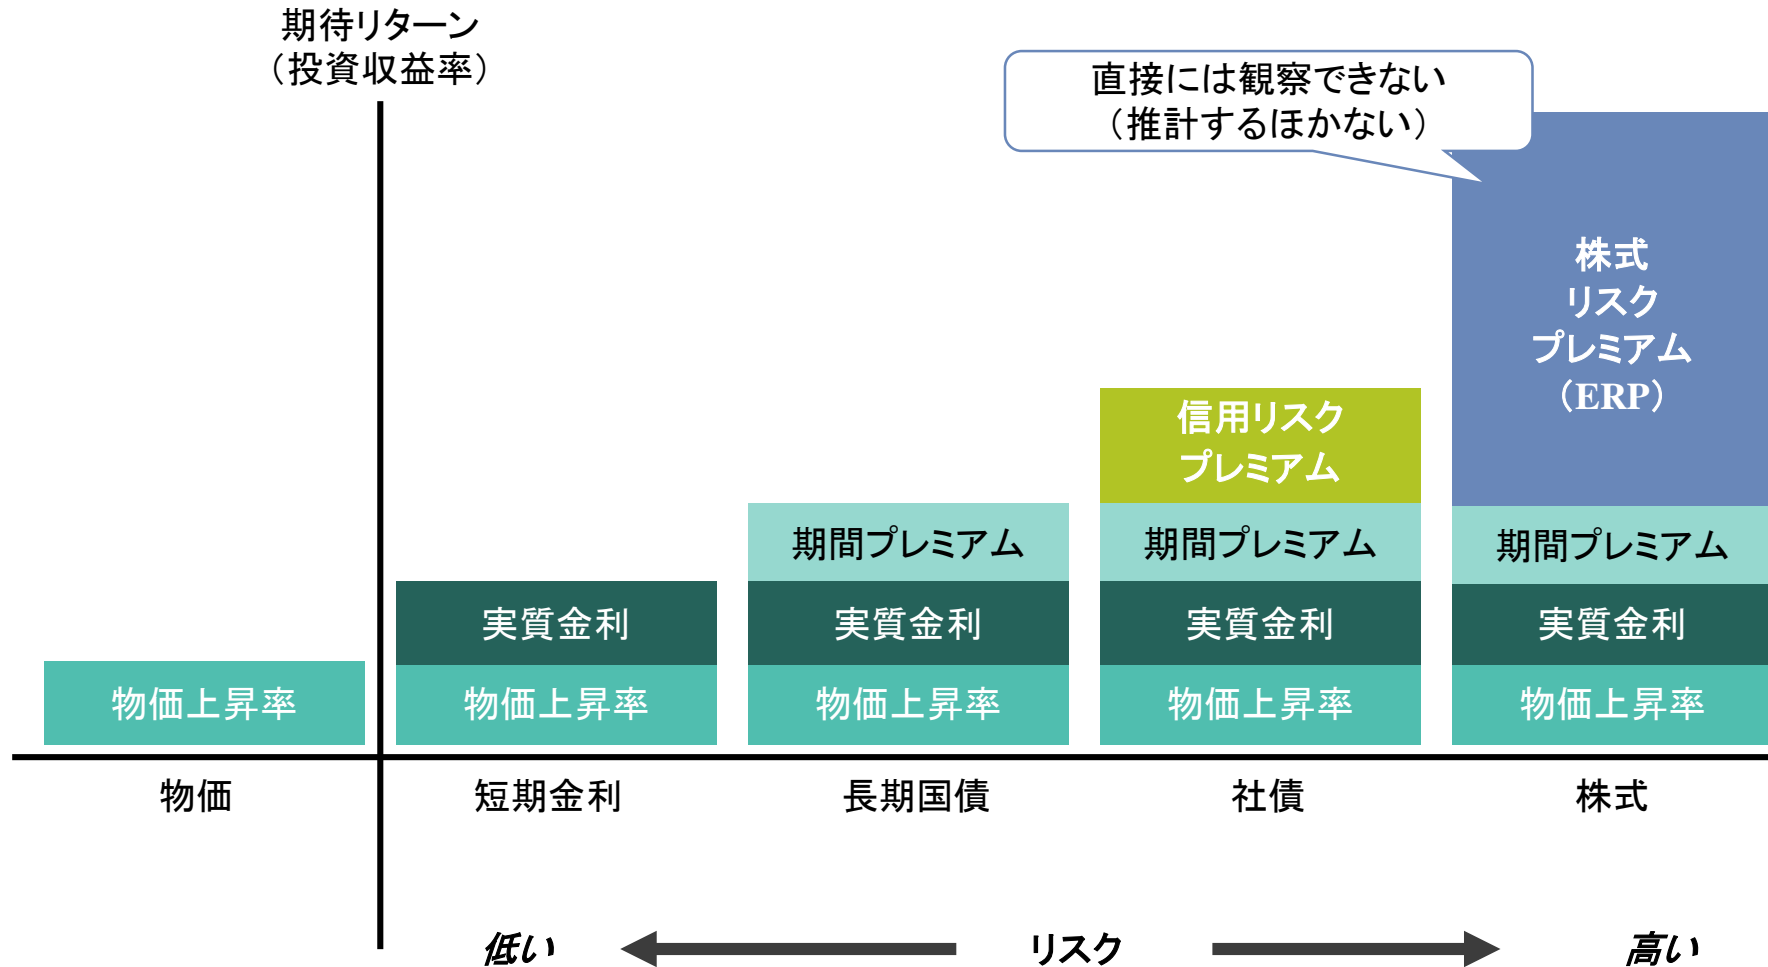 期待リターン
（投資収益率）
直接には観察できない
（推計するほかない）
株式
リスク
プレミアム
（ERP）
信用リスク
プレミアム
期間プレミアム
期間プレミアム
期間プレミアム
実質金利
実質金利
実質金利
実質金利
物価上昇率
物価上昇率
物価上昇率
物価上昇率
物価上昇率
物価
短期金利
長期国債
社債
株式
低い
リスク
高い